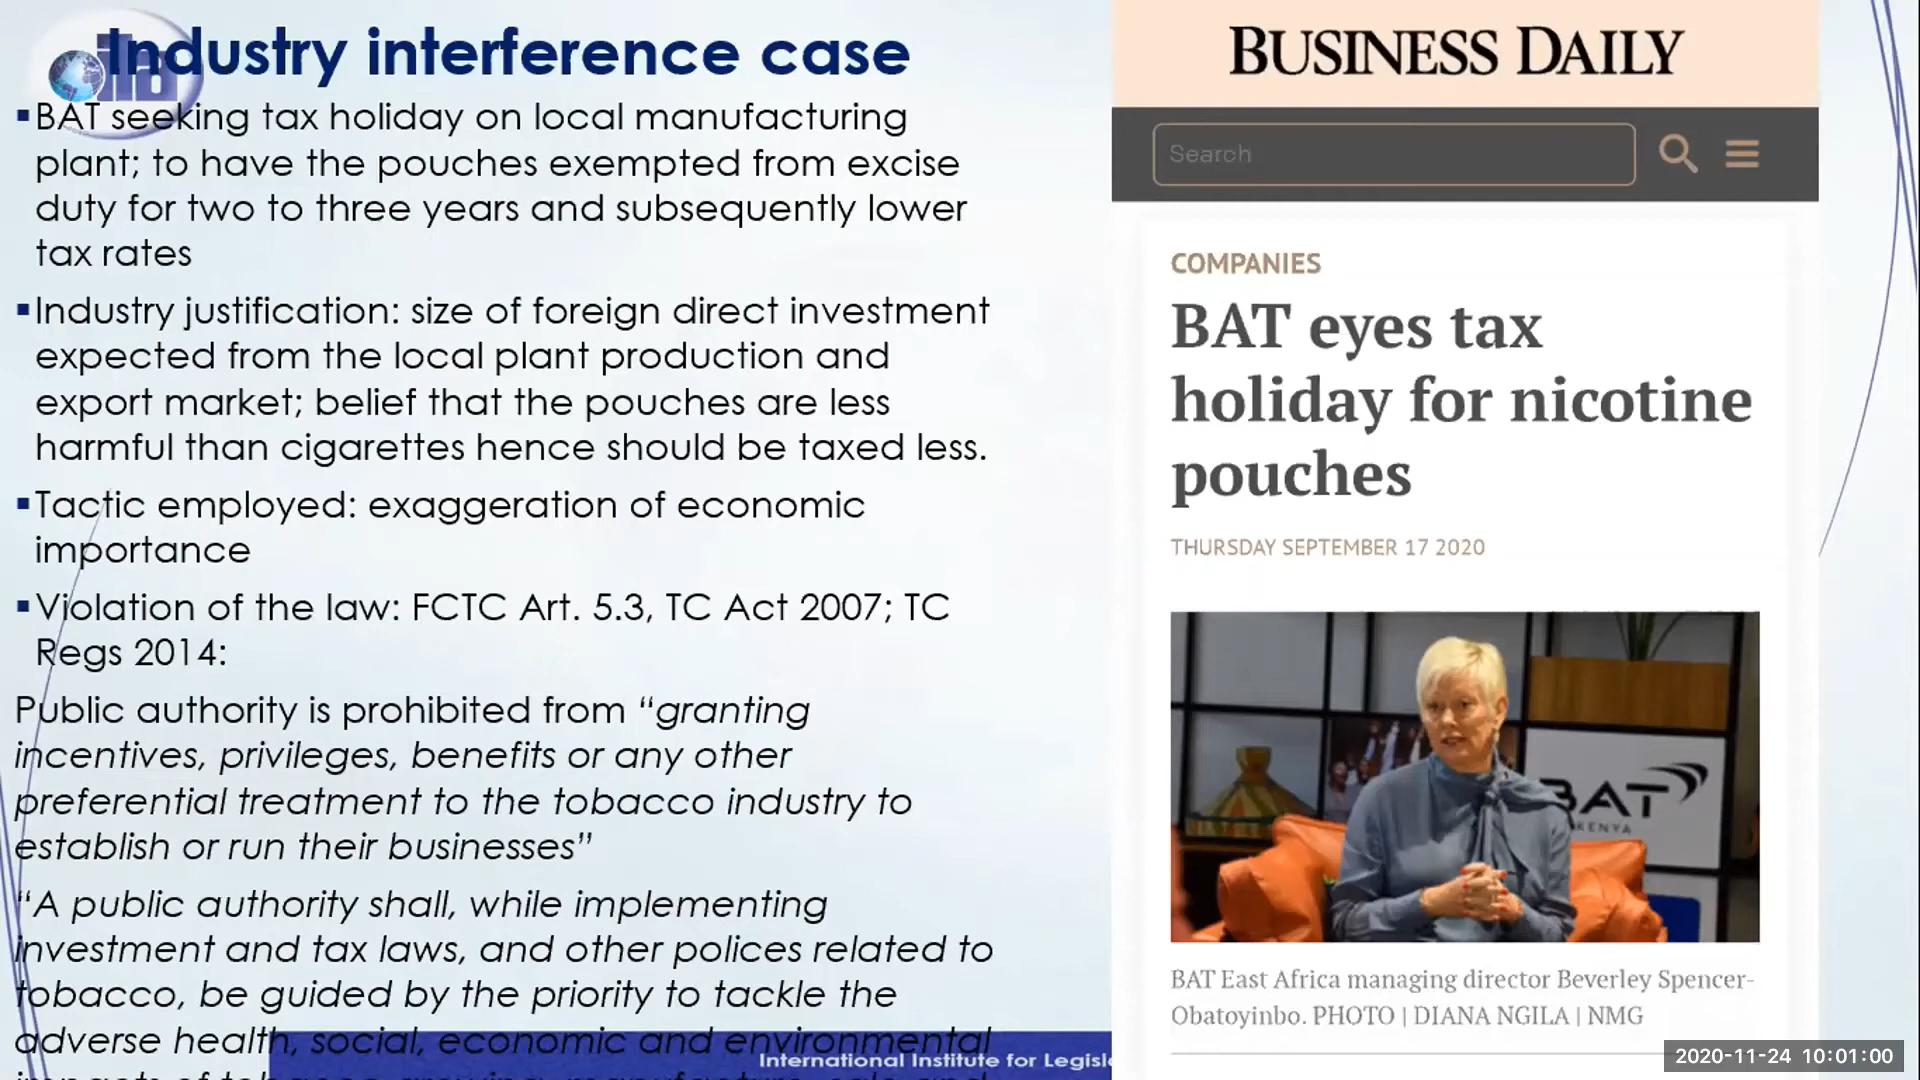 Industry interference case
ila
▪BAT seeking tax holiday on local manufacturing
plant; to have the pouches exempted from excise
duty for two to three years and subsequently lower
tax rates
▪Industry justification: size of foreign direct investment
expected from the local plant production and
export market; belief that the pouches are less
harmful than cigarettes hence should be taxed less.
▪Tactic employed: exaggeration of economic
importance
▪Violation of the law: FCTC Art. 5.3, TC Act 2007; TC
Regs 2014:
Public authority is prohibited from “granting
incentives, privileges, benefits or any other
preferential treatment to the tobacco industry to
establish or run their businesses”
“A public authority shall, while implementing
investment and tax laws, and other polices related to
tobacco, be guided by the priority to tackle the
adverse health, social, economic and environmental
International Institute for Legisl
BUSINESS DAILY
Search
COMPANIES
BAT eyes tax
holiday for nicotine
pouches
THURSDAY SEPTEMBER 17 2020
BAT
KENYA
BAT East Africa managing director Beverley Spencer-
Obatoyinbo. PHOTO | DIANA NGILA | NMG
2020-11-24 10:01:00